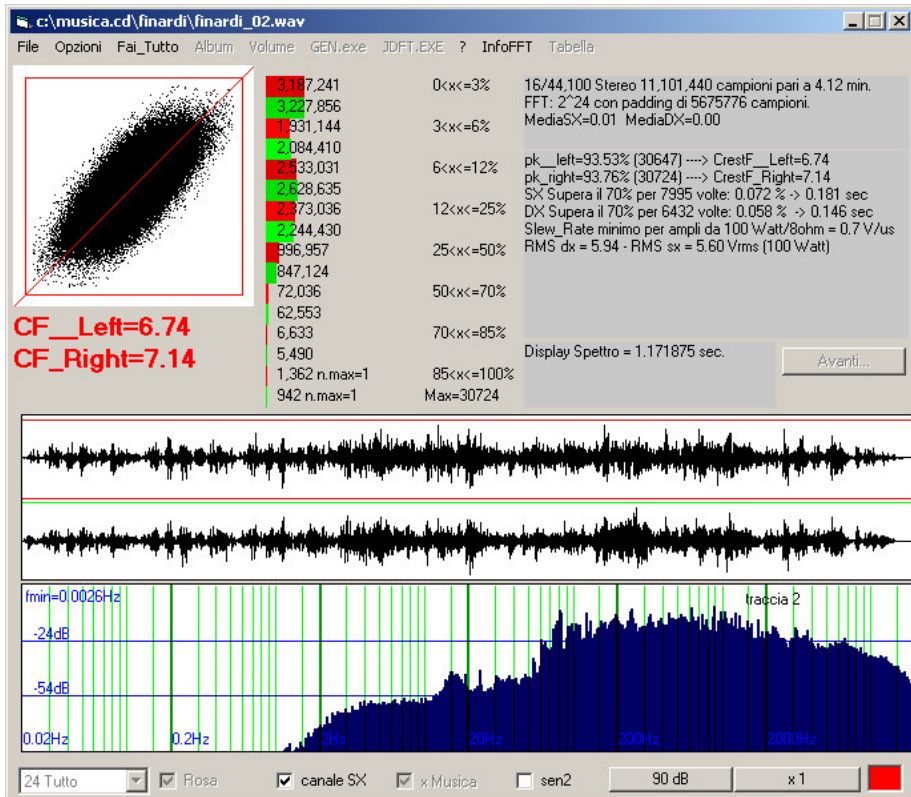 c:\musica.cd\finardi\finardi_02.wav
File Opzioni Fai_Tutto Album Volume GEN.exe JDFT.EXE ? InfoFFT Tabella
3,187,241 0<x<=3%
3,227,856
1,931,144 3<x<=6%
2,084,410
2,533,031 6<x<=12%
2,628,635
2,373,036 12<x<=25%
2,244,430
896,957 25<x<=50%
847,124
72,036 50<x<=70%
62,553
6,633 70<x<=85%
5,490
1,362 n.max=1 85<x<=100%
942 n.max=1 Max=30724
16/44,100 Stereo 11,101,440 campioni pari a 4.12 min.
FFT: 2^24 con padding di 5675776 campioni.
MediaSX=0.01 MediaDX=0.00
pk__left=93.53% (30647) ----> CrestF__Left=6.74
pk_right=93.76% (30724) ----> CrestF_Right=7.14
SX Supera il 70% per 7995 volte: 0.072 % -> 0.181 sec
DX Supera il 70% per 6432 volte: 0.058 % -> 0.146 sec
Slew_Rate minimo per ampli da 100 Watt/8ohm = 0.7 V/us
RMS dx = 5.94 - RMS sx = 5.60 Vrms (100 Watt)
CF__Left=6.74
CF_Right=7.14
Display Spettro = 1.171875 sec.
Avanti...
fmin=0.0026Hz
traccia 2
-24dB
-54dB
0.02Hz 0.2Hz 2Hz 20Hz 200Hz 2000Hz
24 Tutto Rosa canale SX x Musica sen2 90 dB x 1